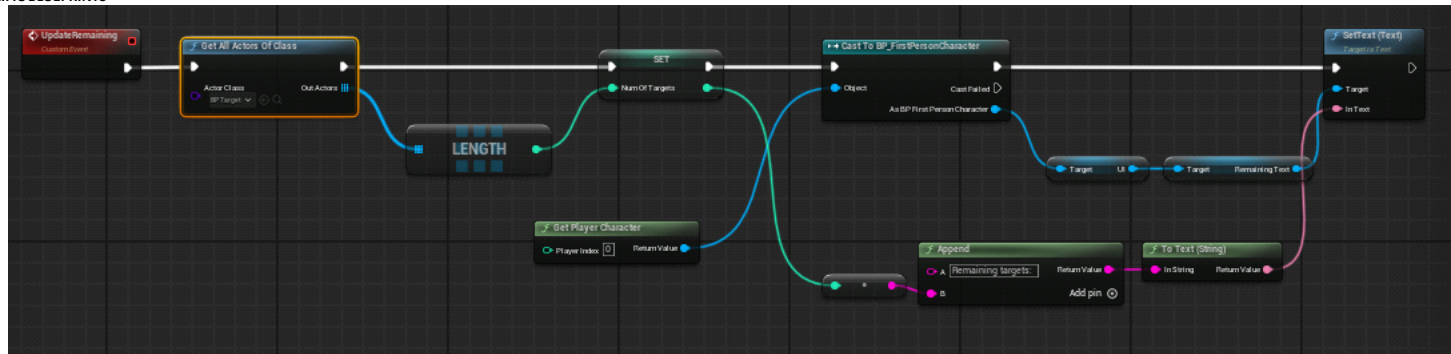 UpdateRemaining
Custom Event
Get All Actors Of Class
Actor Class
BP Target
Out Actors
LENGTH
SET
Num Of Targets
Get Player Character
Player Index 0
Return Value
Cast To BP_FirstPersonCharacter
Object
Cast Failed
As BP First Person Character
Target UI
Target Remaining Text
Append
A Remaining targets:
Return Value
B
Add pin
To Text (String)
In String Return Value
SetText (Text)
Target is Text
Target
In Text